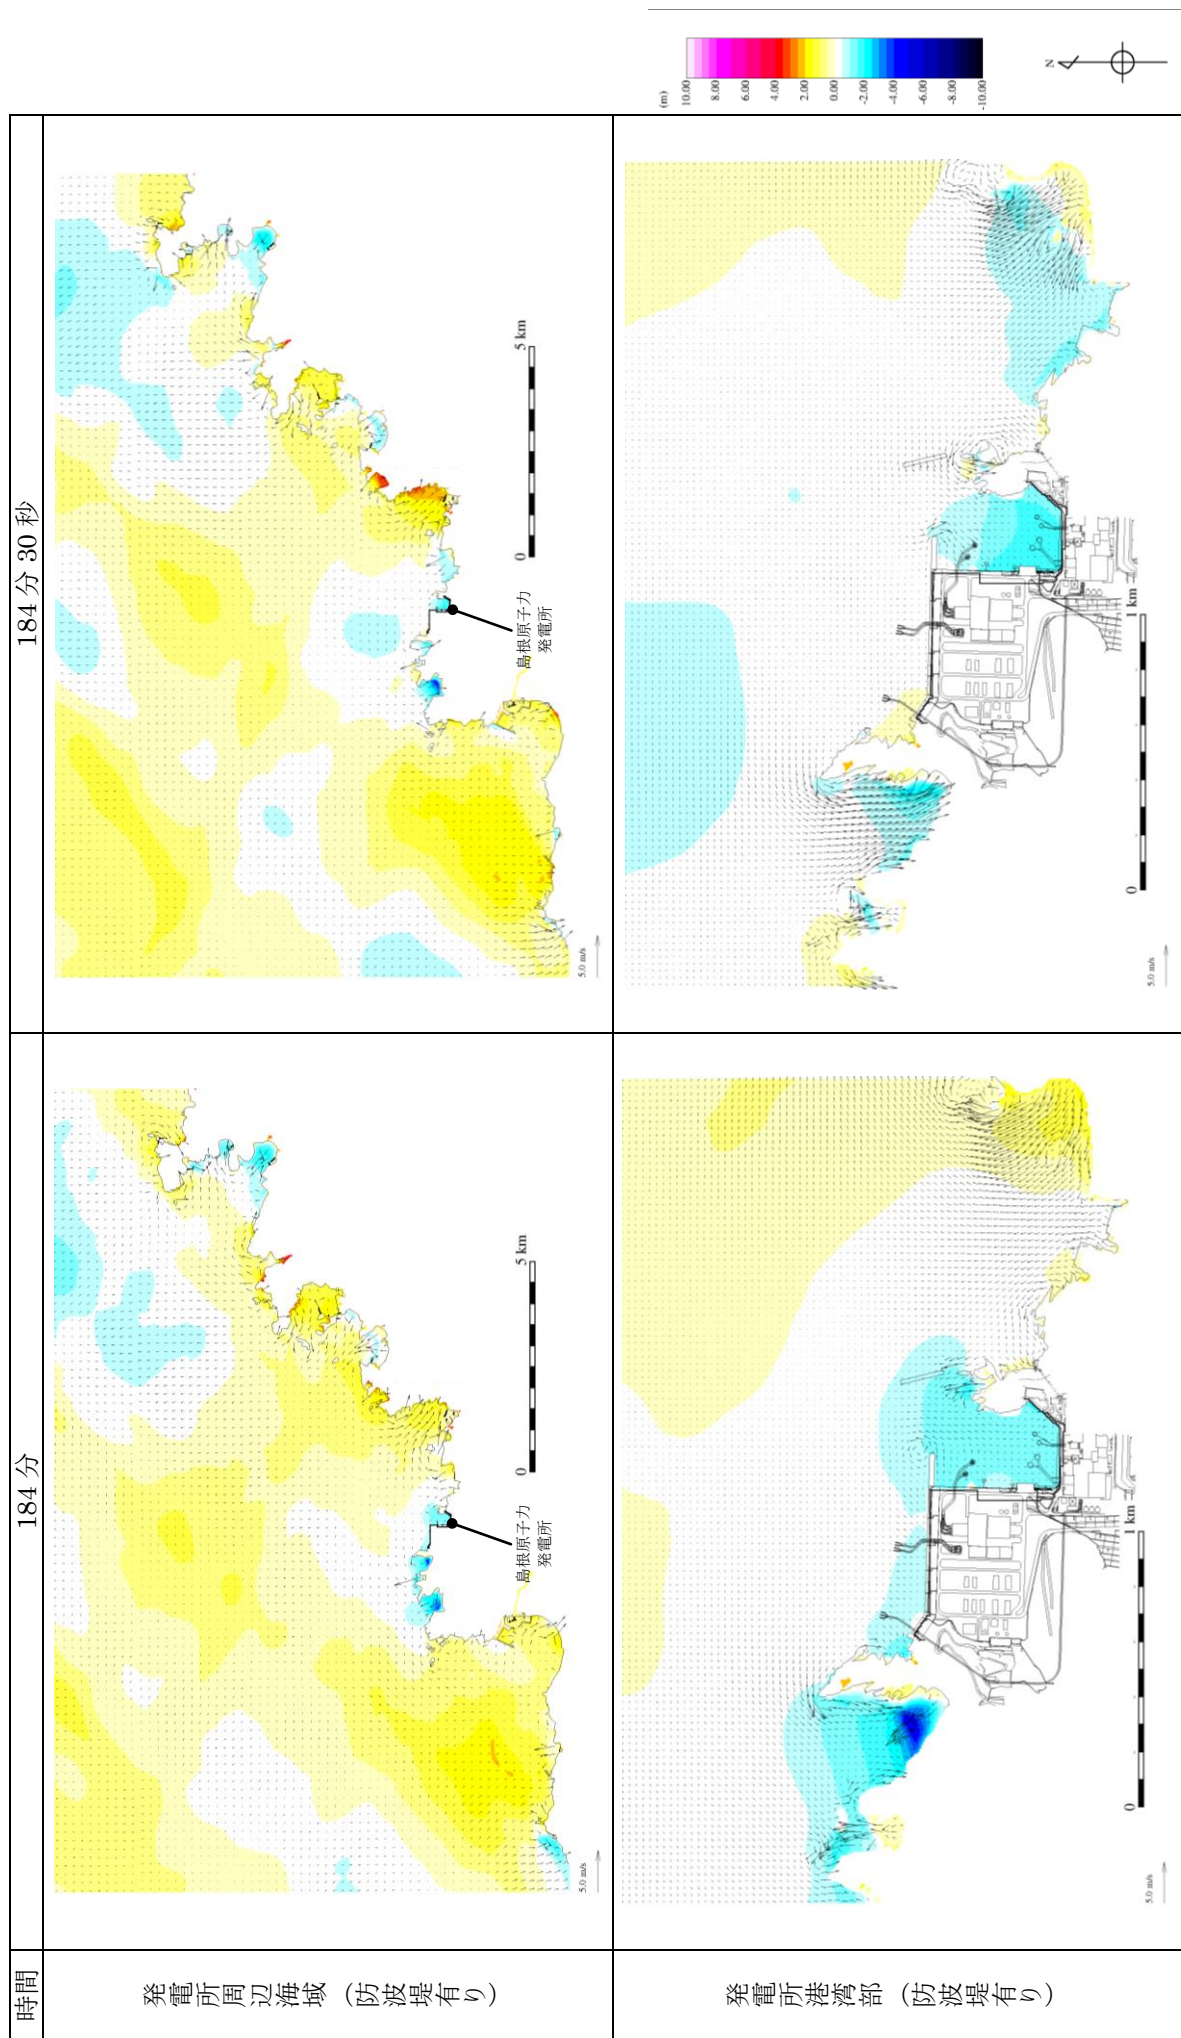 時間
184分
184分30秒
発電所周辺海域（防波堤有り）
島根原子力
発電所
0
5 km
5.0 m/s
島根原子力
発電所
0
5 km
5.0 m/s
発電所港湾部（防波堤有り）
0
1 km
5.0 m/s
0
1 km
5.0 m/s
(m)
10.00
8.00
6.00
4.00
2.00
0.00
-2.00
-4.00
-6.00
-8.00
-10.00
N